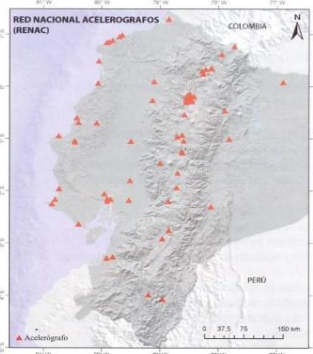 RED NACIONAL ACELEROGRAFOS
(RENAC)
COLOMBIA
N
PERÚ
Acelerógrafo
0 37.5 75 150 km